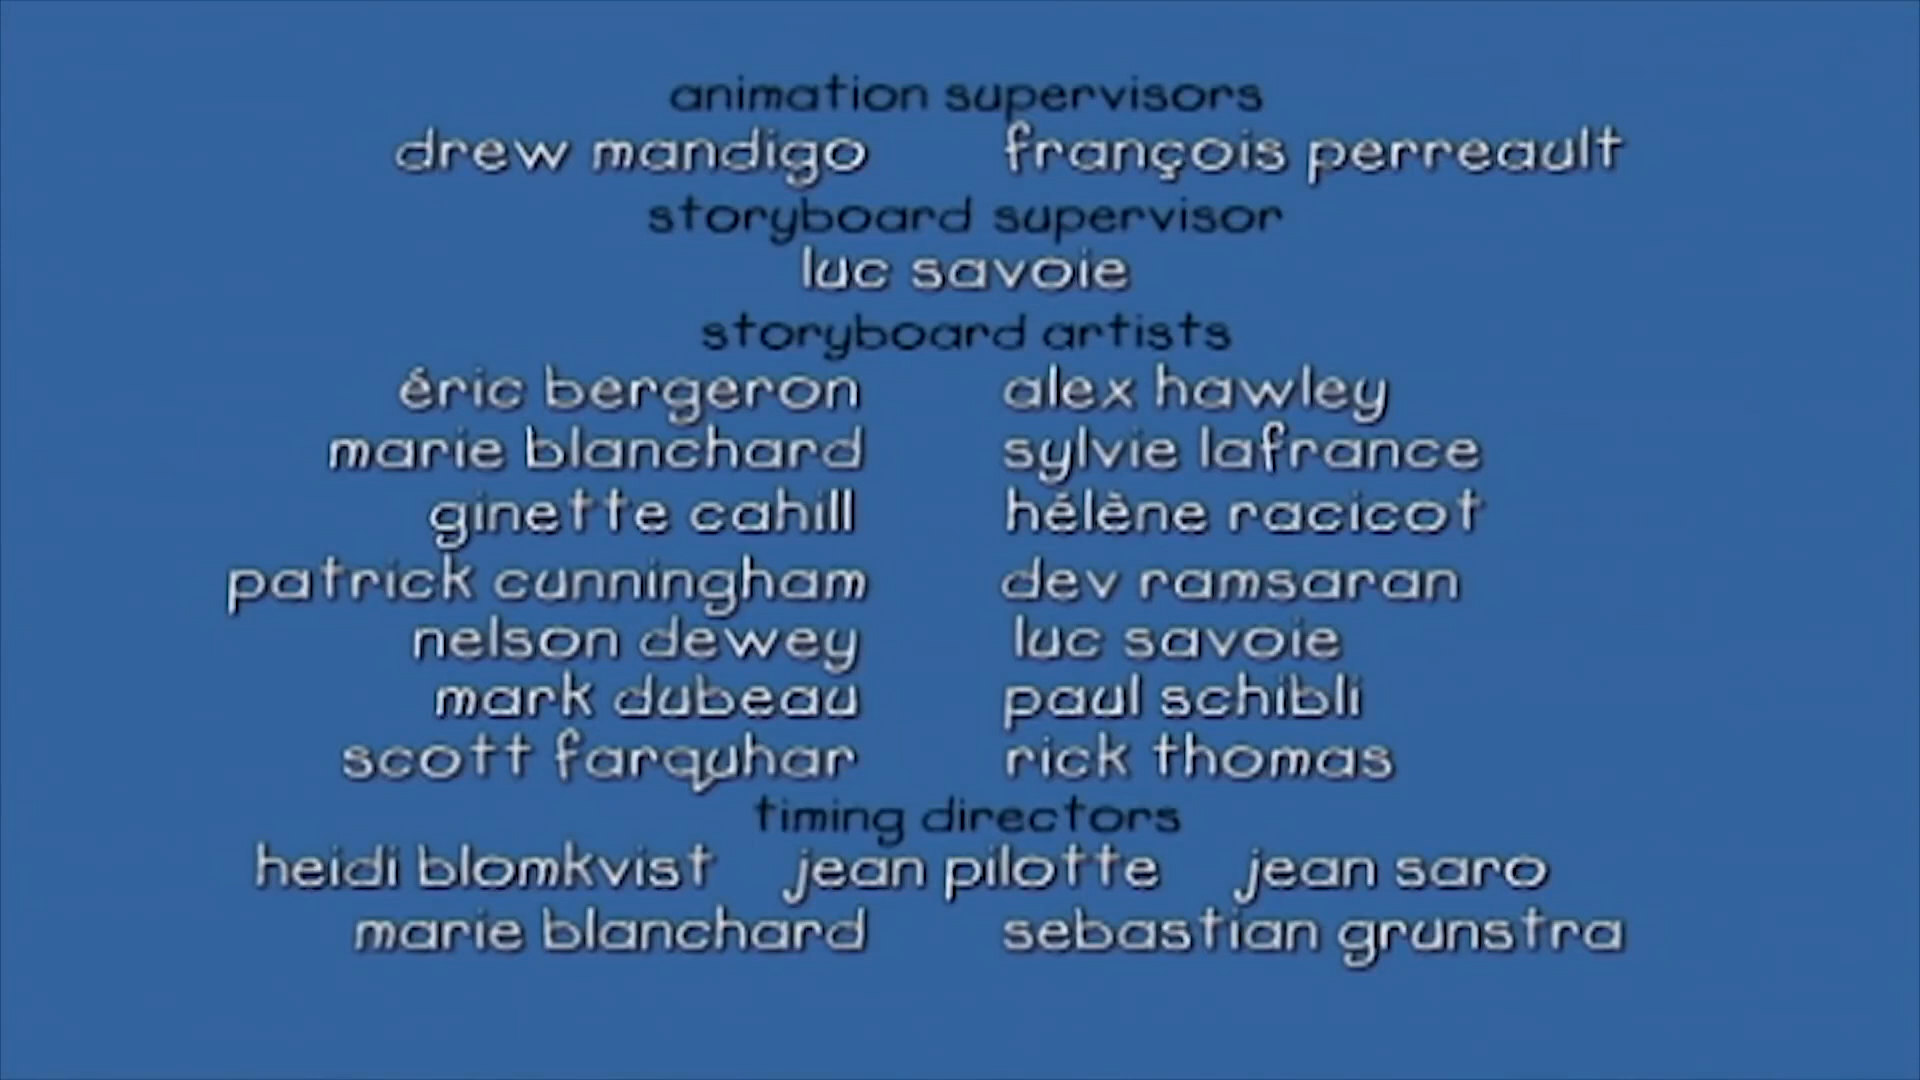 animation supervisors
drew mandigo françois perreault
storyboard supervisor
luc savoie
storyboard artists
éric bergeron alex hawley
marie blanchard sylvie lafrance
ginette cahill hélène racicot
patrick cunningham dev ramsaran
nelson dewey luc savoie
mark dubeau paul schibli
scott farquhar rick thomas
timing directors
heidi blomkvist jean pilotte jean saro
marie blanchard sebastian grunstra